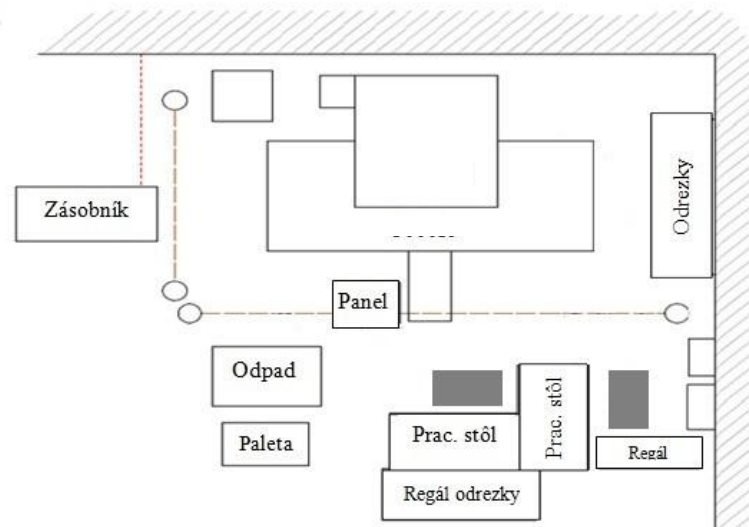 Zásobník
Odrezky
Panel
Odpad
Prac. stôl
Prac. stôl
Paleta
Regál
Regál odrezky